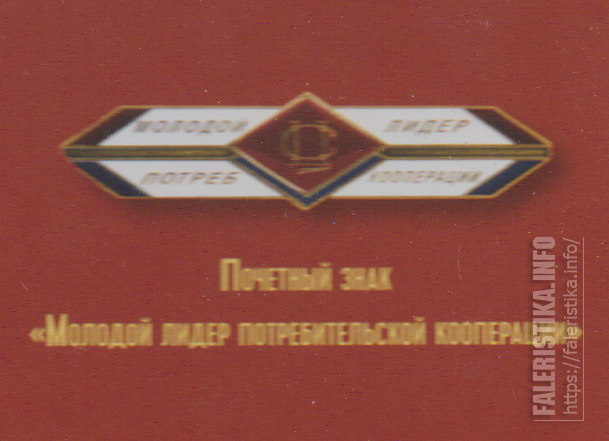 МОЛОДОЙ ЛИДЕР
ПОТРЕБ КООПЕРАЦИИ
Почетный знак
«Молодой лидер потребительской кооперации»
FALERISTIKA.INFO
https://faleristika.info/